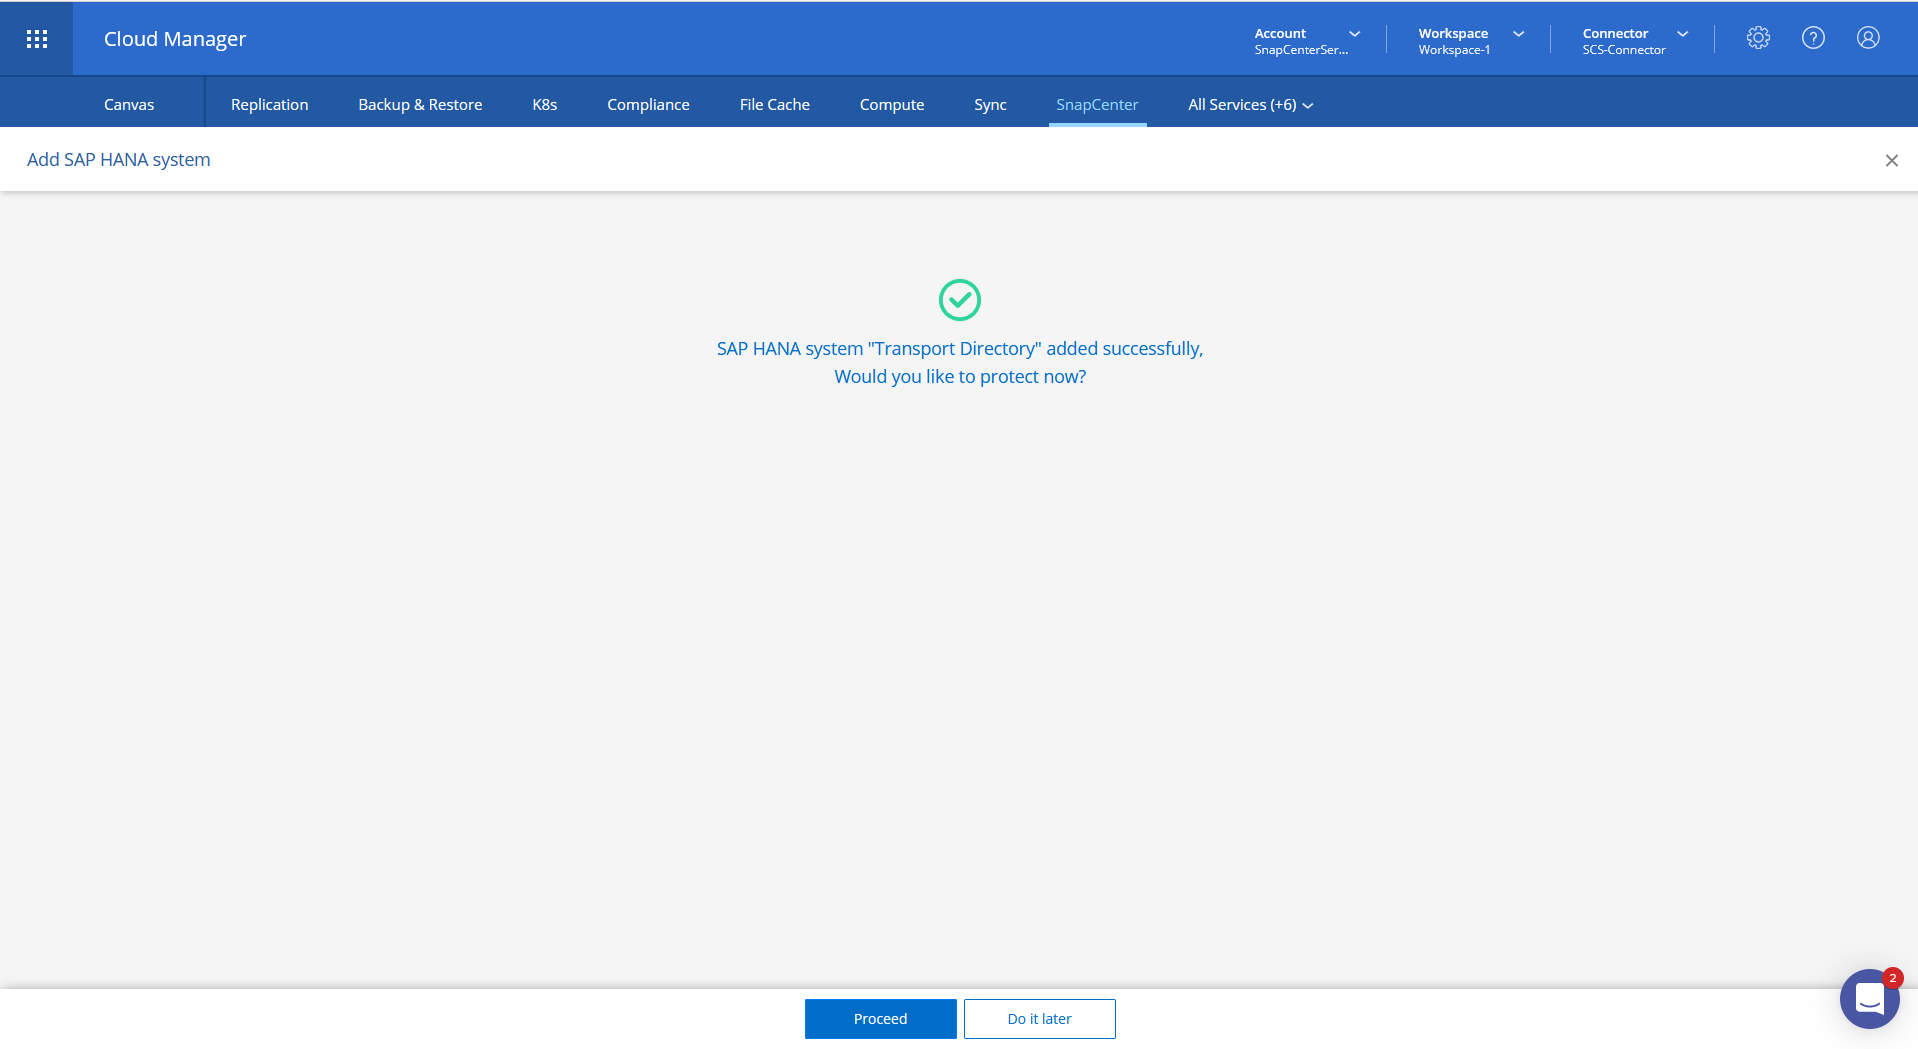 Cloud Manager
Account
SnapCenterSer...
Workspace
Workspace-1
Connector
SCS-Connector
?
Canvas
Replication
Backup & Restore
K8s
Compliance
File Cache
Compute
Sync
SnapCenter
All Services (+6)
Add SAP HANA system
SAP HANA system "Transport Directory" added successfully,
Would you like to protect now?
2
Proceed
Do it later